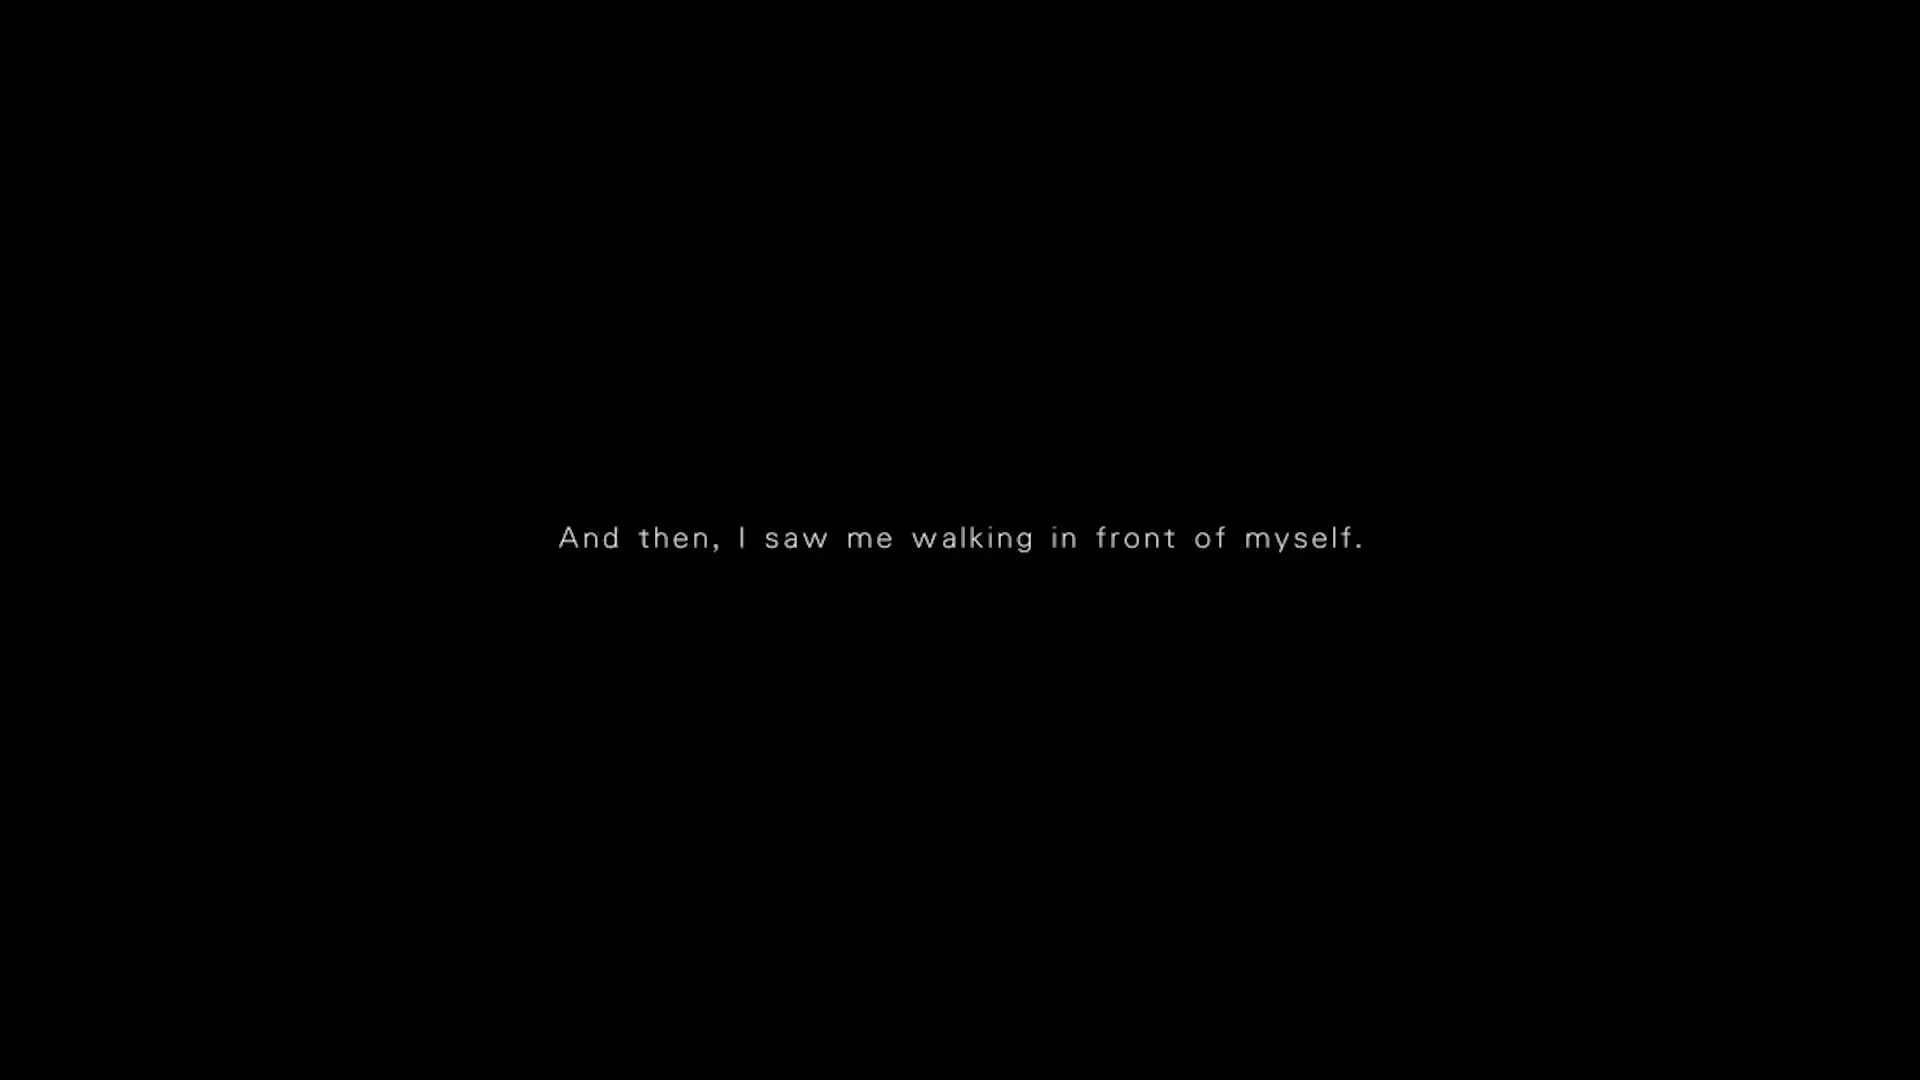 And then, I saw me walking in front of myself.